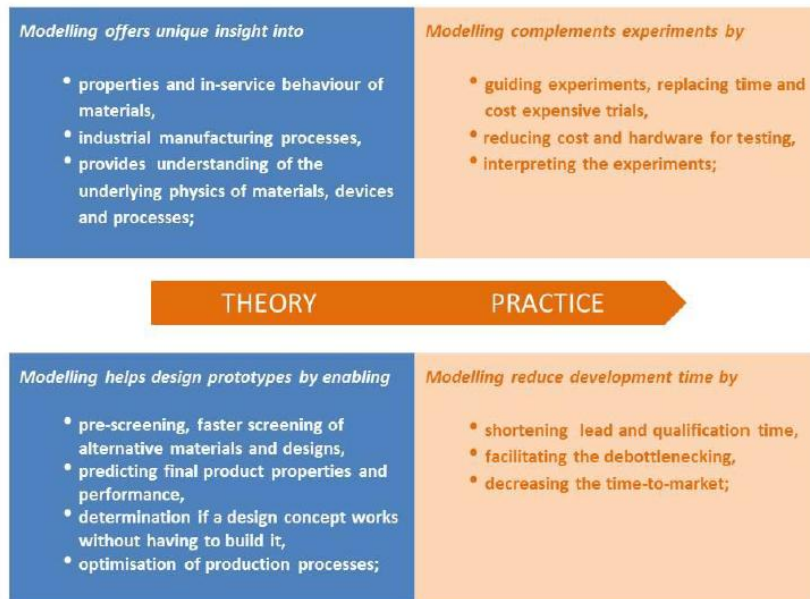 Modelling offers unique insight into
• properties and in-service behaviour of
materials,
• industrial manufacturing processes,
• provides understanding of the
underlying physics of materials, devices
and processes;
Modelling complements experiments by
• guiding experiments, replacing time and
cost expensive trials,
• reducing cost and hardware for testing,
• interpreting the experiments;
THEORY PRACTICE
Modelling helps design prototypes by enabling
• pre-screening, faster screening of
alternative materials and designs,
• predicting final product properties and
performance,
• determination if a design concept works
without having to build it,
• optimisation of production processes;
Modelling reduce development time by
• shortening lead and qualification time,
• facilitating the debottlenecking,
• decreasing the time-to-market;